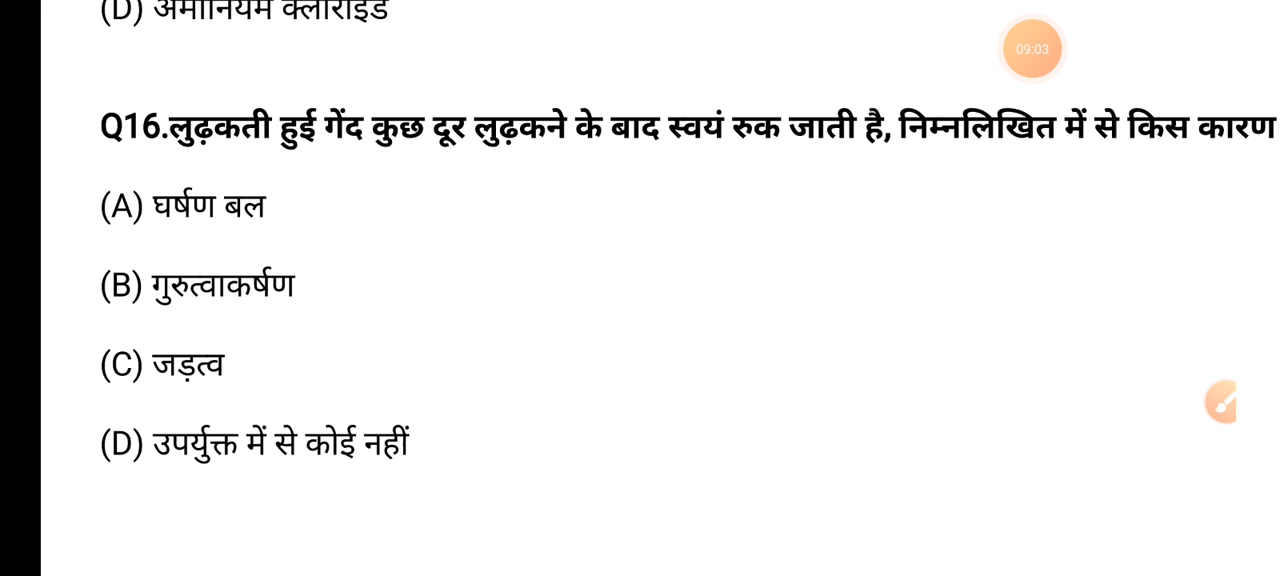 (D) अमोनियम क्लोराइड
09:03
Q16.लुढ़कती हुई गेंद कुछ दूर लुढ़कने के बाद स्वयं रुक जाती है, निम्नलिखित में से किस कारण
(A) घर्षण बल
(B) गुरुत्वाकर्षण
(C) जड़त्व
(D) उपर्युक्त में से कोई नहीं